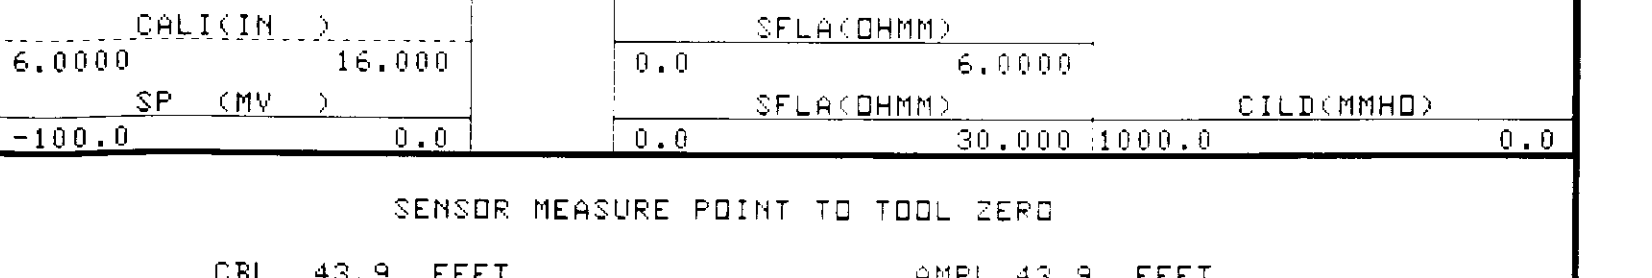 CALI(IN  ) SFLA(OHMM)
6.0000 16.000 0.0 6.0000
SP  (MV  ) SFLA(OHMM) CILD(MMHO)
-100.0 0.0 0.0 30.000 1000.0 0.0
SENSOR MEASURE POINT TO TOOL ZERO
CBL 43.9 FEET AMPL 43.9 FEET